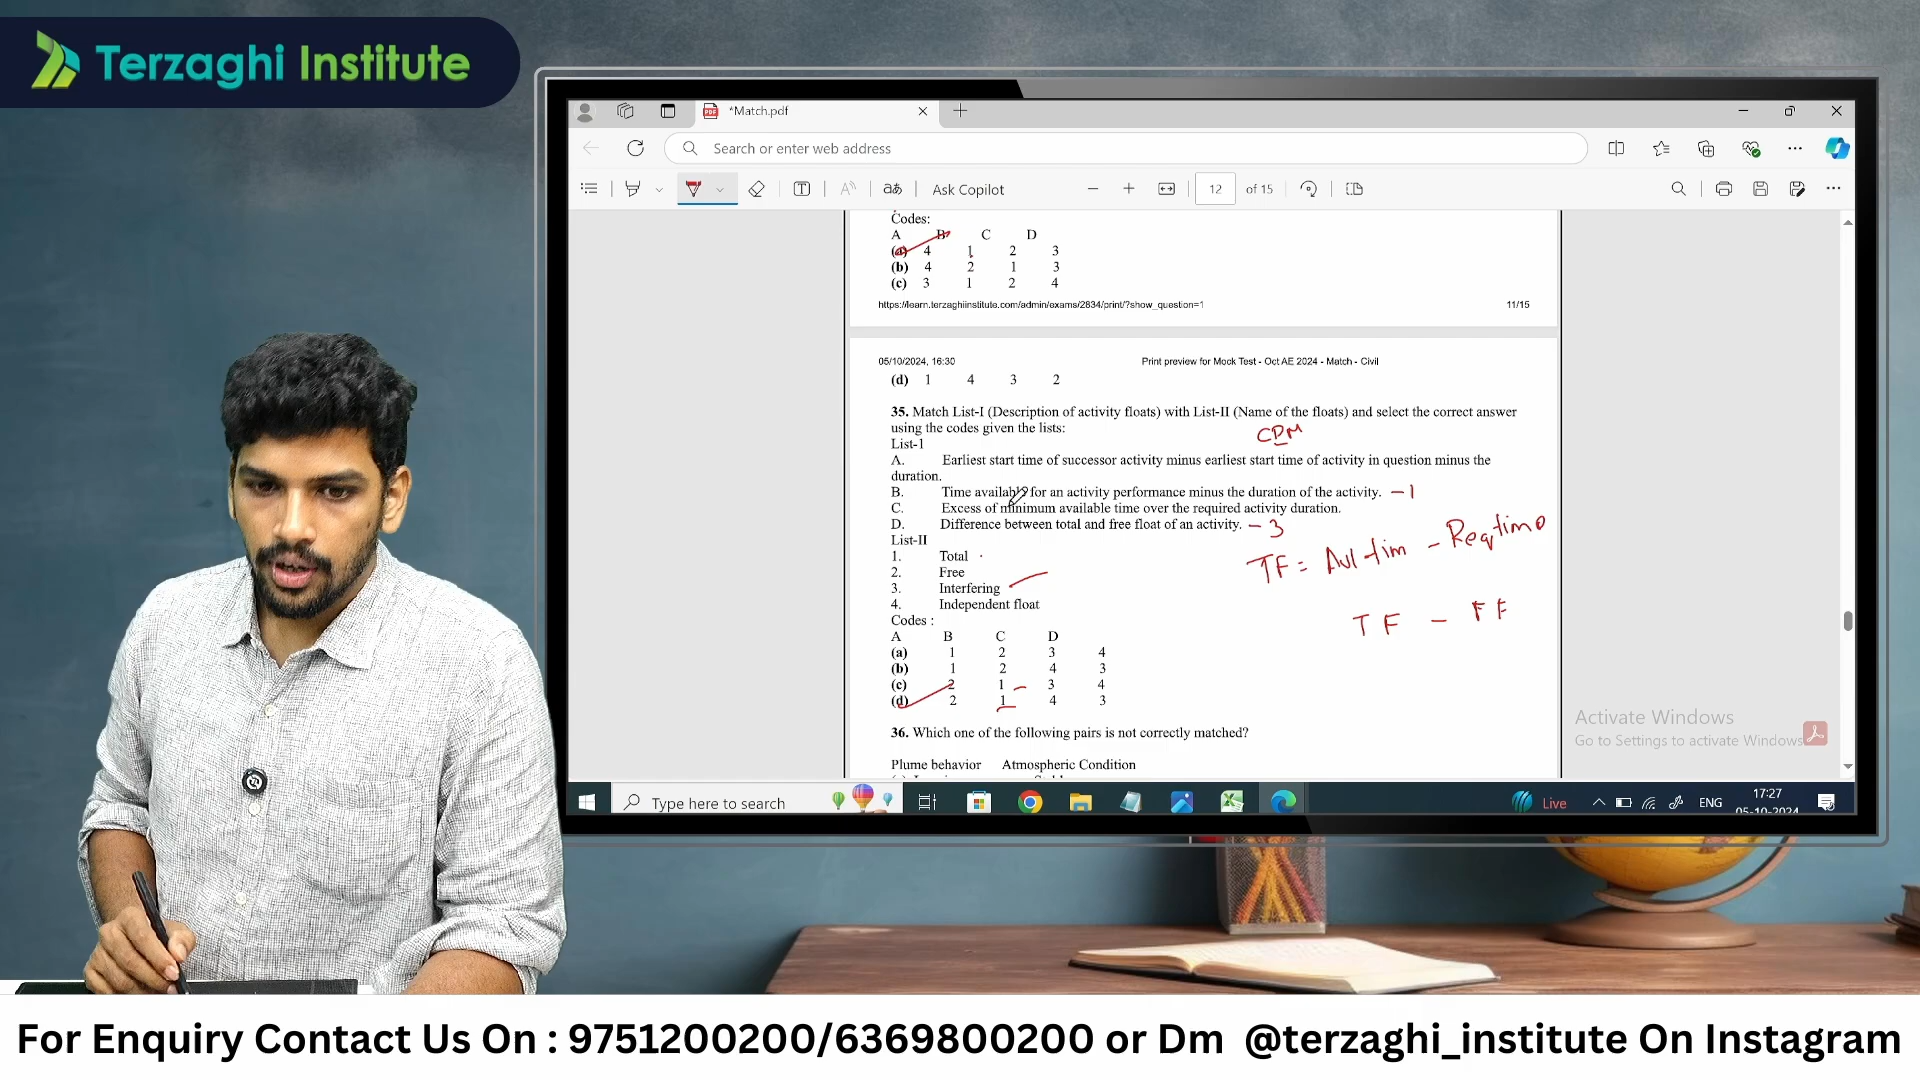 Terzaghi Institute
*Match.pdf
Search or enter web address
Ask Copilot
12 of 15
Codes:
A B C D
(a) 4 1 2 3
(b) 4 2 1 3
(c) 3 1 2 4
https://learn.terzaghiinstitute.com/admin/exams/2834/print/?show_question=1 11/15
05/10/2024, 16:30 Print preview for Mock Test - Oct AE 2024 - Match - Civil
(d) 1 4 3 2
35. Match List-I (Description of activity floats) with List-II (Name of the floats) and select the correct answer
using the codes given the lists:
CPM
List-1
A. Earliest start time of successor activity minus earliest start time of activity in question minus the
duration.
B. Time available for an activity performance minus the duration of the activity. - 1
C. Excess of minimum available time over the required activity duration.
D. Difference between total and free float of an activity. - 3
List-II
TF = Avl tim - Req time
1. Total
2. Free
3. Interfering
4. Independent float
TF - FF
Codes :
A B C D
(a) 1 2 3 4
(b) 1 2 4 3
(c) 2 1 3 4
(d) 2 1 4 3
36. Which one of the following pairs is not correctly matched?
Plume behavior Atmospheric Condition
Activate Windows
Go to Settings to activate Windows
Type here to search
Live
ENG
17:27
05-10-2024
For Enquiry Contact Us On : 9751200200/6369800200 or Dm @terzaghi_institute On Instagram